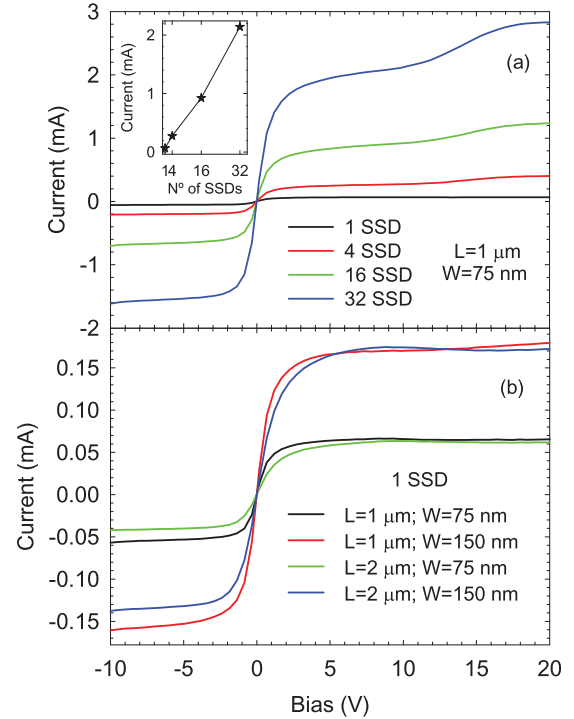 3
2
1
0
-1
-2
Current (mA)
2
1
0
Current (mA)
14 16 32
Nº of SSDs
(a)
1 SSD
4 SSD
16 SSD
32 SSD
L=1 μm
W=75 nm
0.15
0.10
0.05
0.00
-0.05
-0.10
-0.15
Current (mA)
(b)
1 SSD
L=1 μm; W=75 nm
L=1 μm; W=150 nm
L=2 μm; W=75 nm
L=2 μm; W=150 nm
-10 -5 0 5 10 15 20
Bias (V)